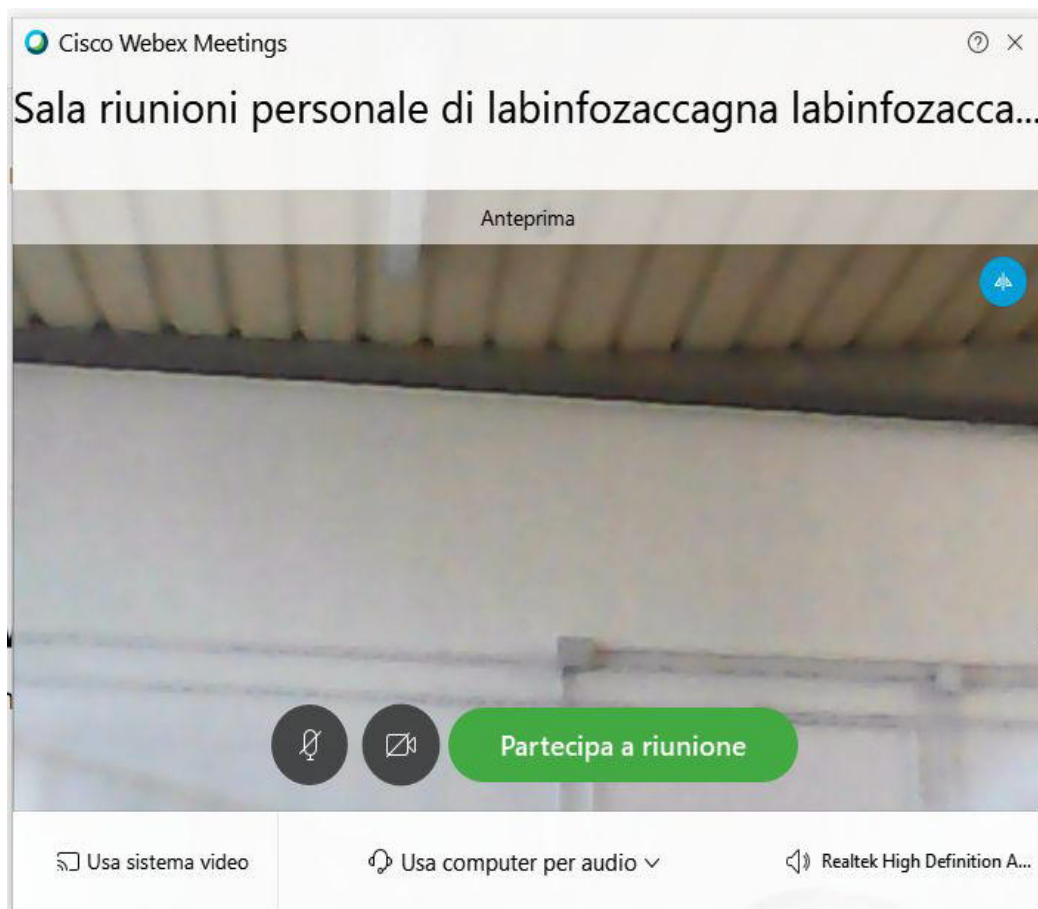 Cisco Webex Meetings
Sala riunioni personale di labinfozaccagna labinfozacca...
Anteprima
Partecipa a riunione
Usa sistema video
Usa computer per audio
Realtek High Definition A...